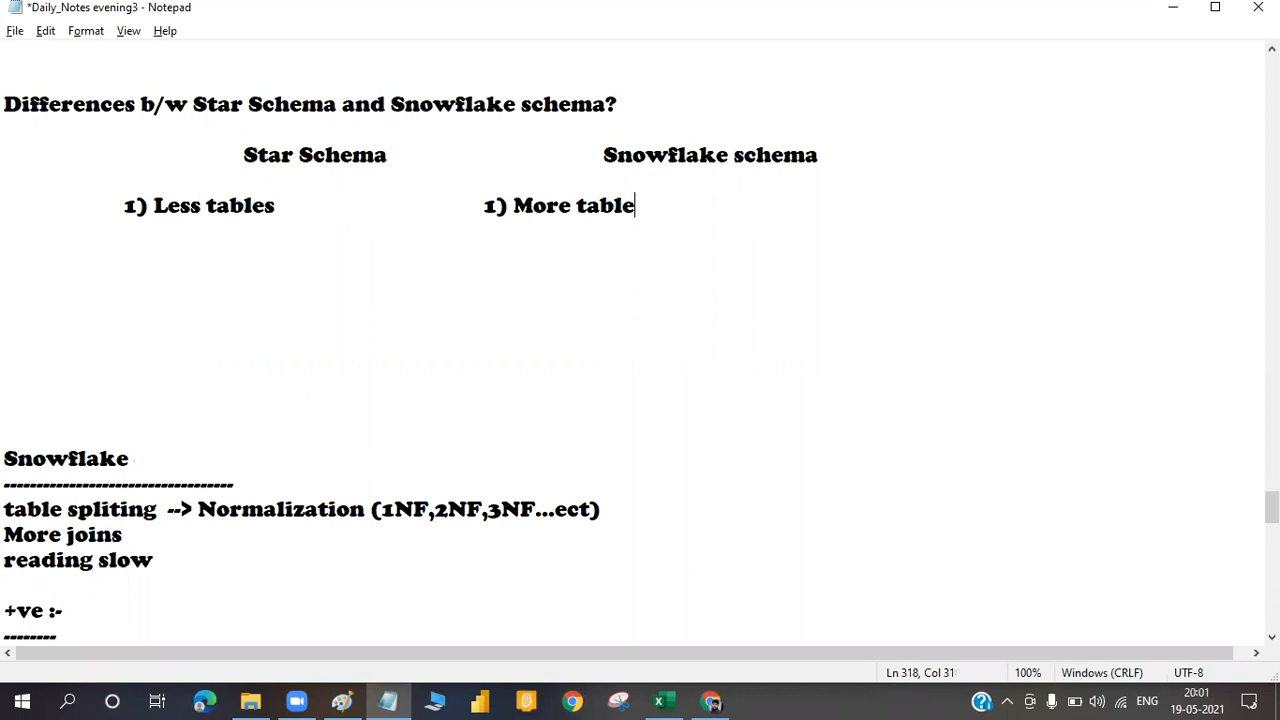 *Daily_Notes evening3 - Notepad
File Edit Format View Help
Differences b/w Star Schema and Snowflake schema?
Star Schema Snowflake schema
1) Less tables 1) More table
Snowflake
-----------------------------------
table spliting --> Normalization (1NF,2NF,3NF...ect)
More joins
reading slow
+ve :-
--------
Ln 318, Col 31 100% Windows (CRLF) UTF-8
ENG 20:01
19-05-2021